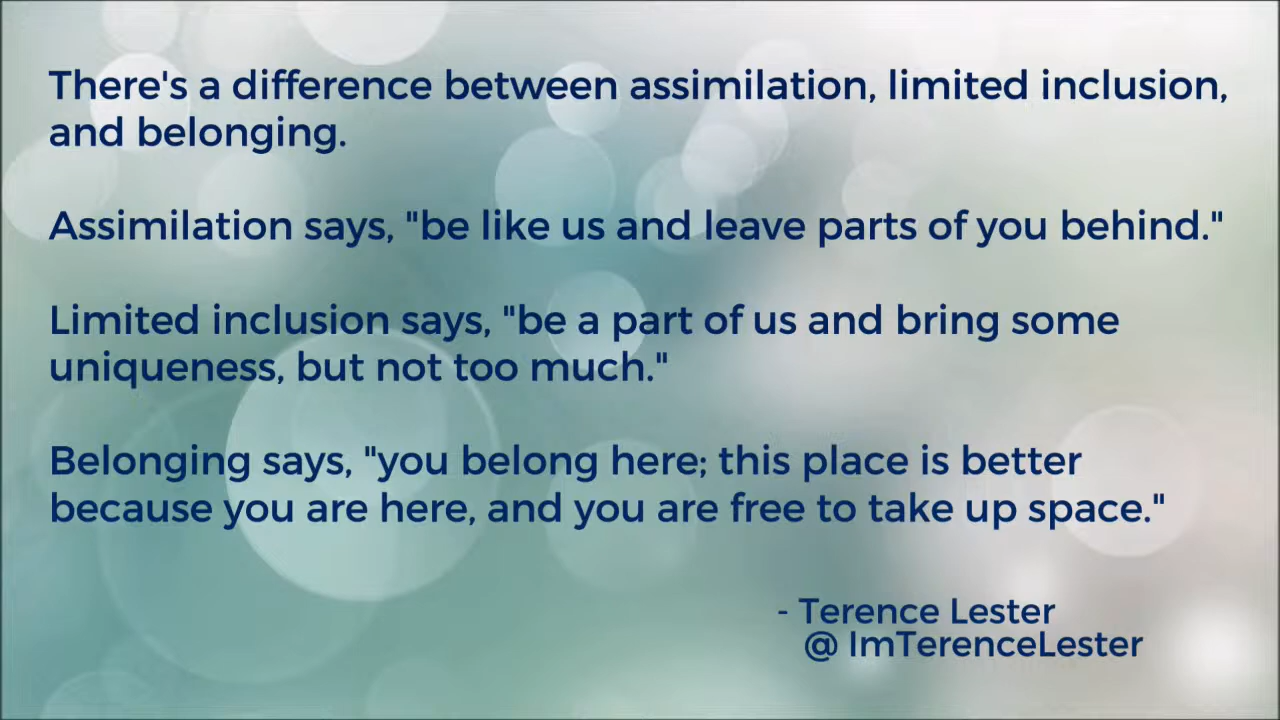 There's a difference between assimilation, limited inclusion,
and belonging.
Assimilation says, "be like us and leave parts of you behind."
Limited inclusion says, "be a part of us and bring some
uniqueness, but not too much."
Belonging says, "you belong here; this place is better
because you are here, and you are free to take up space."
- Terence Lester
@ ImTerenceLester